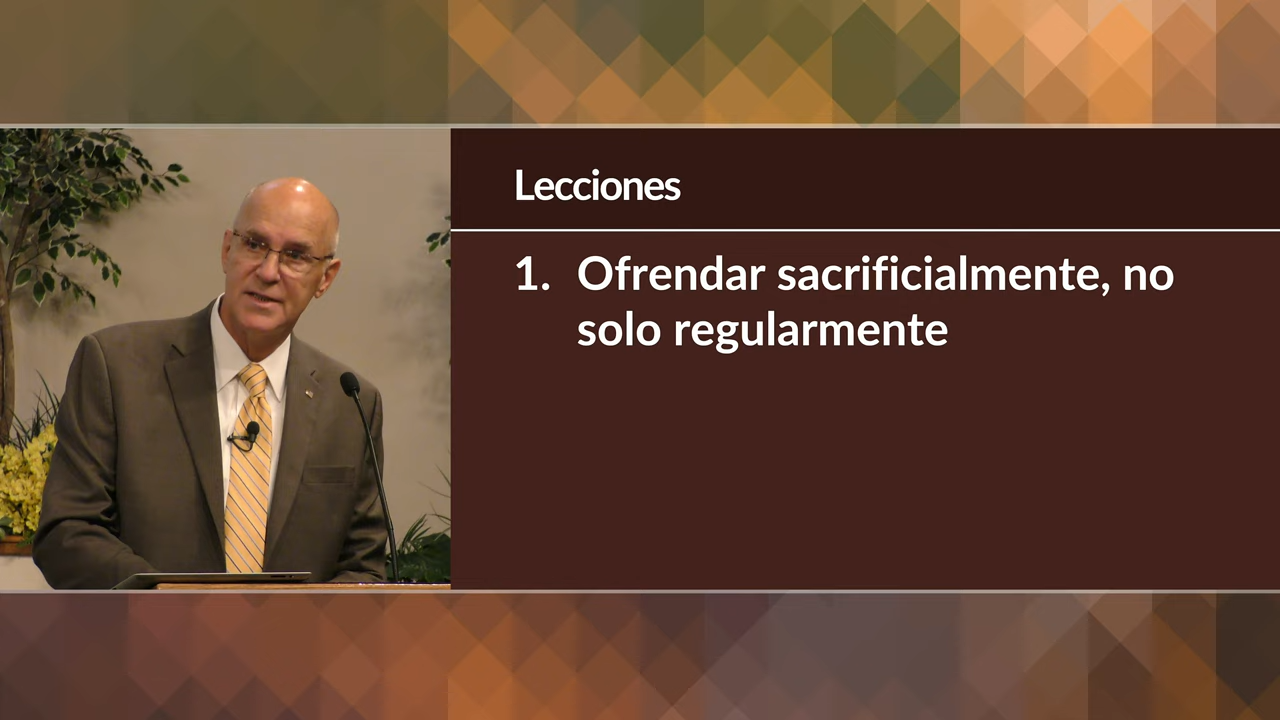 Lecciones
1. Ofrendar sacrificialmente, no
solo regularmente